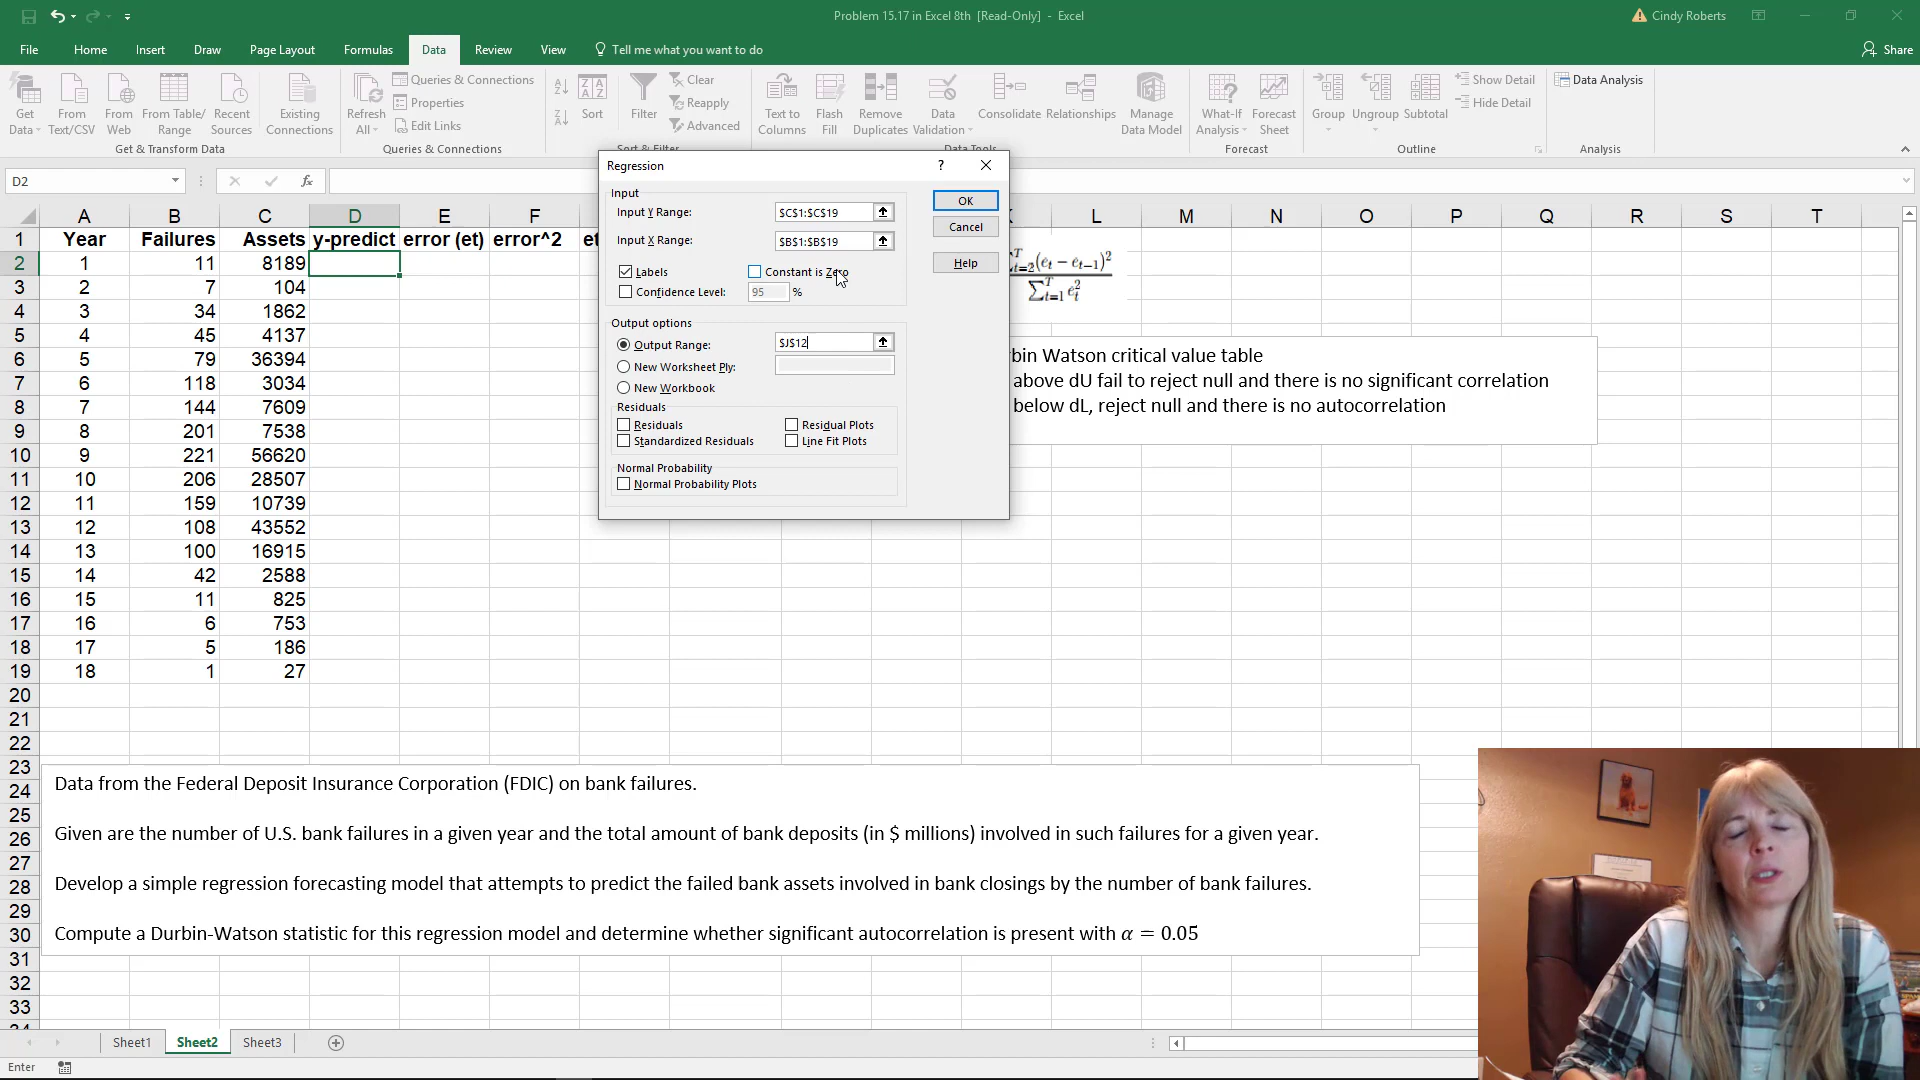 Problem 15.17 in Excel 8th [Read-Only] - Excel
Cindy Roberts
File Home Insert Draw Page Layout Formulas Data Review View Tell me what you want to do Share
Get Data
From Text/CSV
From Web
From Table/ Range
Recent Sources
Existing Connections
Get & Transform Data
Refresh All
Queries & Connections
Properties
Edit Links
Queries & Connections
Sort
Filter
Clear
Reapply
Advanced
Sort & Filter
Text to Columns
Flash Fill
Remove Duplicates
Data Validation
Consolidate
Relationships
Manage Data Model
Data Tools
What-If Analysis
Forecast Sheet
Forecast
Group
Ungroup
Subtotal
Show Detail
Hide Detail
Outline
Data Analysis
Analysis
D2
fx
A B C D E F L M N O P Q R S T
1 Year Failures Assets y-predict error (et) error^2 et
2 1 11 8189
3 2 7 104
4 3 34 1862
5 4 45 4137
6 5 79 36394
7 6 118 3034
8 7 144 7609
9 8 201 7538
10 9 221 56620
11 10 206 28507
12 11 159 10739
13 12 108 43552
14 13 100 16915
15 14 42 2588
16 15 11 825
17 16 6 753
18 17 5 186
19 18 1 27
20
21
22
23
24
25
26
27
28
29
30
31
32
33
Regression
? ×
Input
Input Y Range: $C$1:$C$19
Input X Range: $B$1:$B$19
Labels
Constant is Zero
Confidence Level: 95 %
Output options
Output Range: $J$12
New Worksheet Ply:
New Workbook
Residuals
Residuals
Residual Plots
Standardized Residuals
Line Fit Plots
Normal Probability
Normal Probability Plots
OK
Cancel
Help
t=2(et − et−1)²
∑ᵀt=1 e²t
bin Watson critical value table
above dU fail to reject null and there is no significant correlation
below dL, reject null and there is no autocorrelation
Data from the Federal Deposit Insurance Corporation (FDIC) on bank failures.
Given are the number of U.S. bank failures in a given year and the total amount of bank deposits (in $ millions) involved in such failures for a given year.
Develop a simple regression forecasting model that attempts to predict the failed bank assets involved in bank closings by the number of bank failures.
Compute a Durbin-Watson statistic for this regression model and determine whether significant autocorrelation is present with α = 0.05
Sheet1 Sheet2 Sheet3
Enter